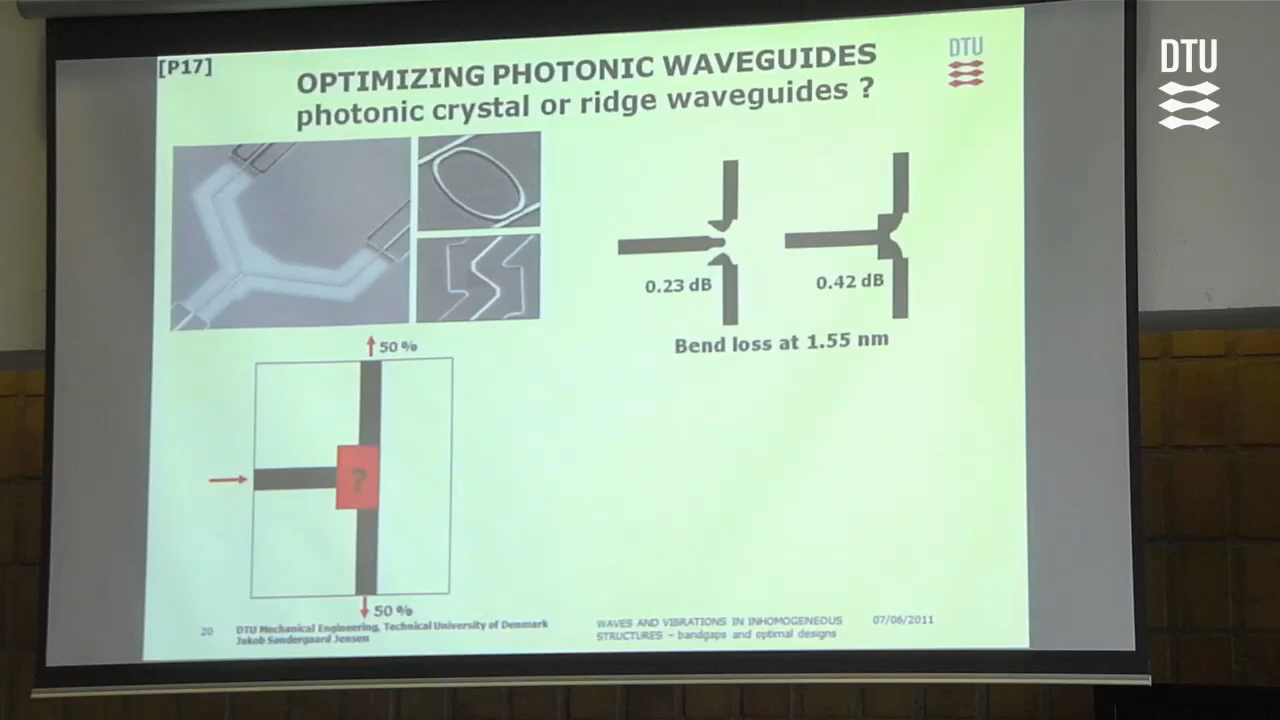 [P17]
OPTIMIZING PHOTONIC WAVEGUIDES
photonic crystal or ridge waveguides ?
DTU
DTU
0.23 dB
0.42 dB
Bend loss at 1.55 nm
50 %
?
50 %
20
DTU Mechanical Engineering, Technical University of Denmark
Jakob Søndergaard Jensen
WAVES AND VIBRATIONS IN INHOMOGENEOUS
STRUCTURES – bandgaps and optimal designs
07/06/2011